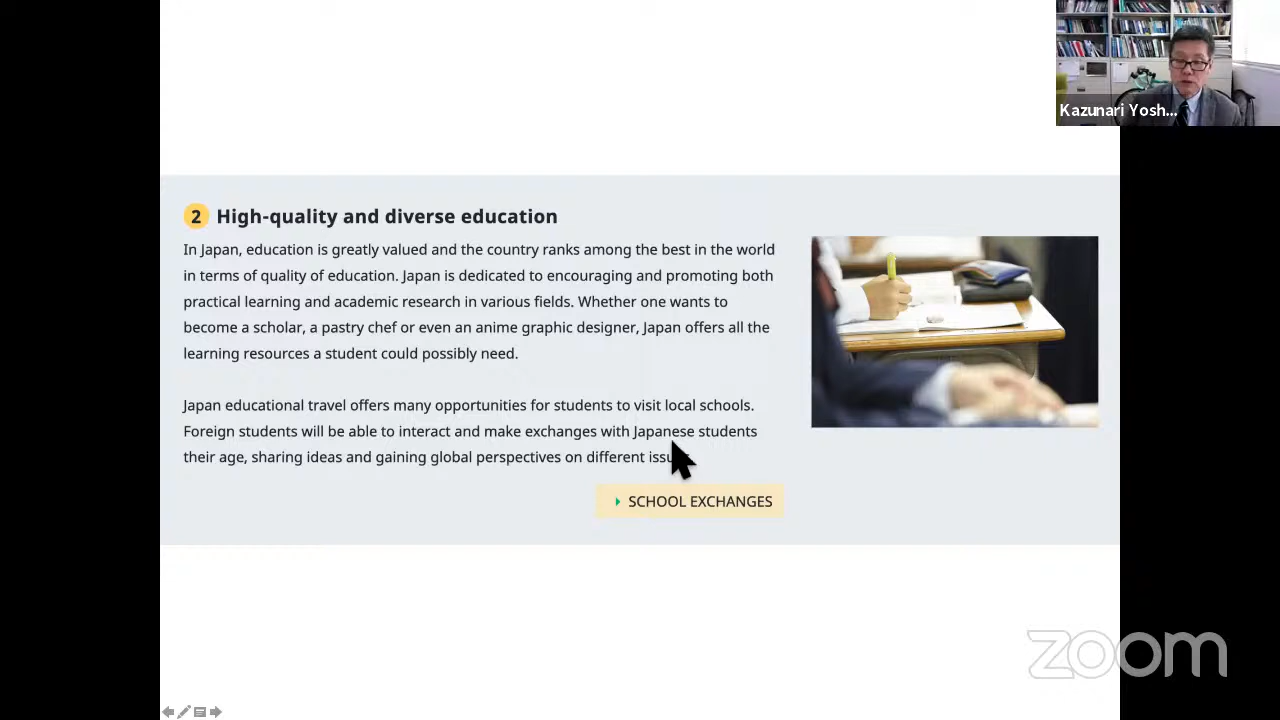 Kazunari Yosh...
2 High-quality and diverse education
In Japan, education is greatly valued and the country ranks among the best in the world
in terms of quality of education. Japan is dedicated to encouraging and promoting both
practical learning and academic research in various fields. Whether one wants to
become a scholar, a pastry chef or even an anime graphic designer, Japan offers all the
learning resources a student could possibly need.
Japan educational travel offers many opportunities for students to visit local schools.
Foreign students will be able to interact and make exchanges with Japanese students
their age, sharing ideas and gaining global perspectives on different
SCHOOL EXCHANGES
zoom